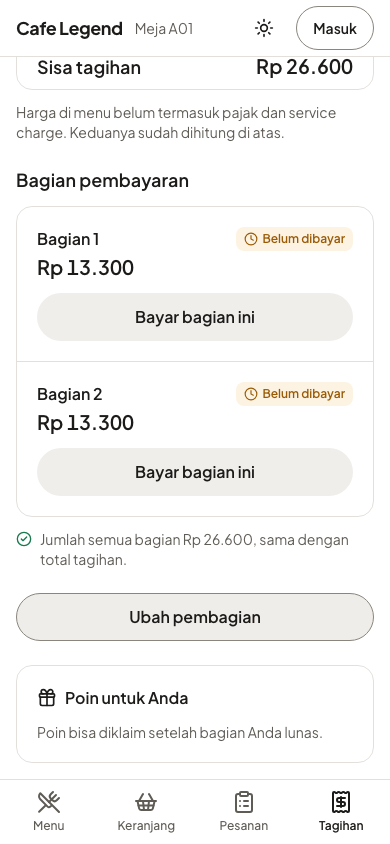 Cafe Legend Meja A01 Masuk
Sisa tagihan Rp 26.600
Harga di menu belum termasuk pajak dan service
charge. Keduanya sudah dihitung di atas.
Bagian pembayaran
Bagian 1 Belum dibayar
Rp 13.300
Bayar bagian ini
Bagian 2 Belum dibayar
Rp 13.300
Bayar bagian ini
Jumlah semua bagian Rp 26.600, sama dengan
total tagihan.
Ubah pembagian
Poin untuk Anda
Poin bisa diklaim setelah bagian Anda lunas.
Menu Keranjang Pesanan Tagihan